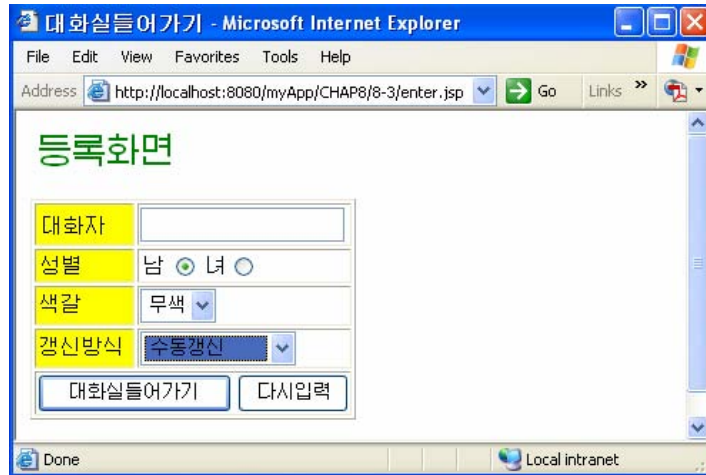 대화실들어가기 - Microsoft Internet Explorer
File Edit View Favorites Tools Help
Address http://localhost:8080/myApp/CHAP8/8-3/enter.jsp Go Links »
등록화면
대화자
성별 남 녀
색갈 무색
갱신방식 수동갱신
대화실들어가기 다시입력
Done Local intranet